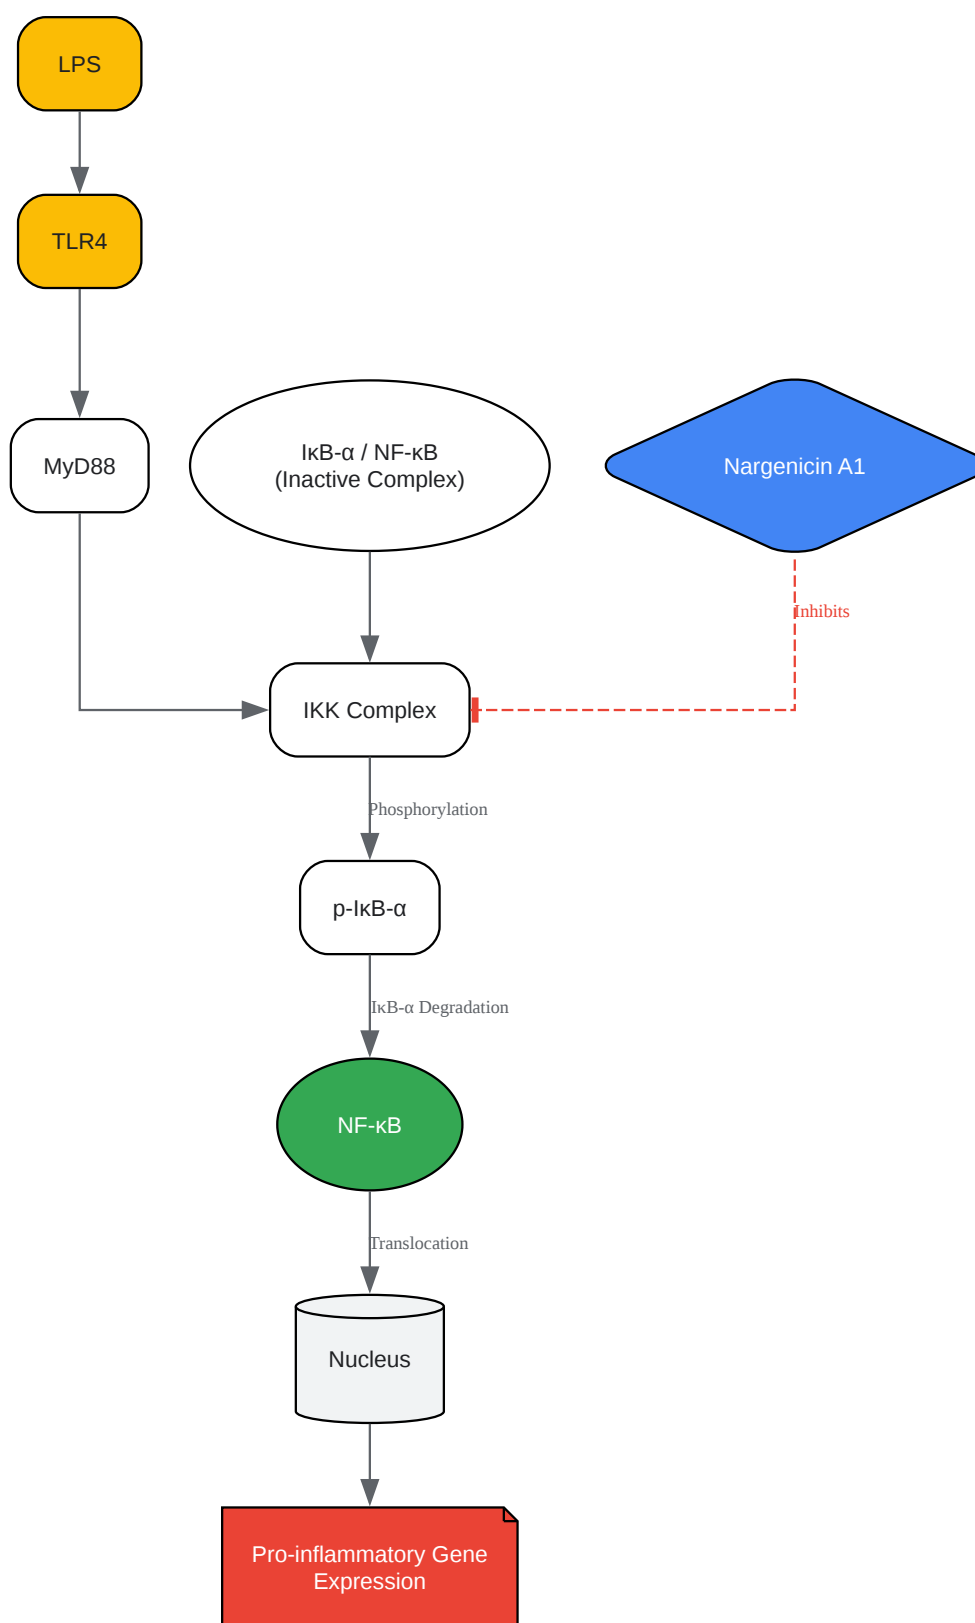 LPS
TLR4
MyD88
IκB-α / NF-κB
(Inactive Complex)
Nargenicin A1
Inhibits
IKK Complex
Phosphorylation
p-IκB-α
IκB-α Degradation
NF-κB
Translocation
Nucleus
Pro-inflammatory Gene
Expression